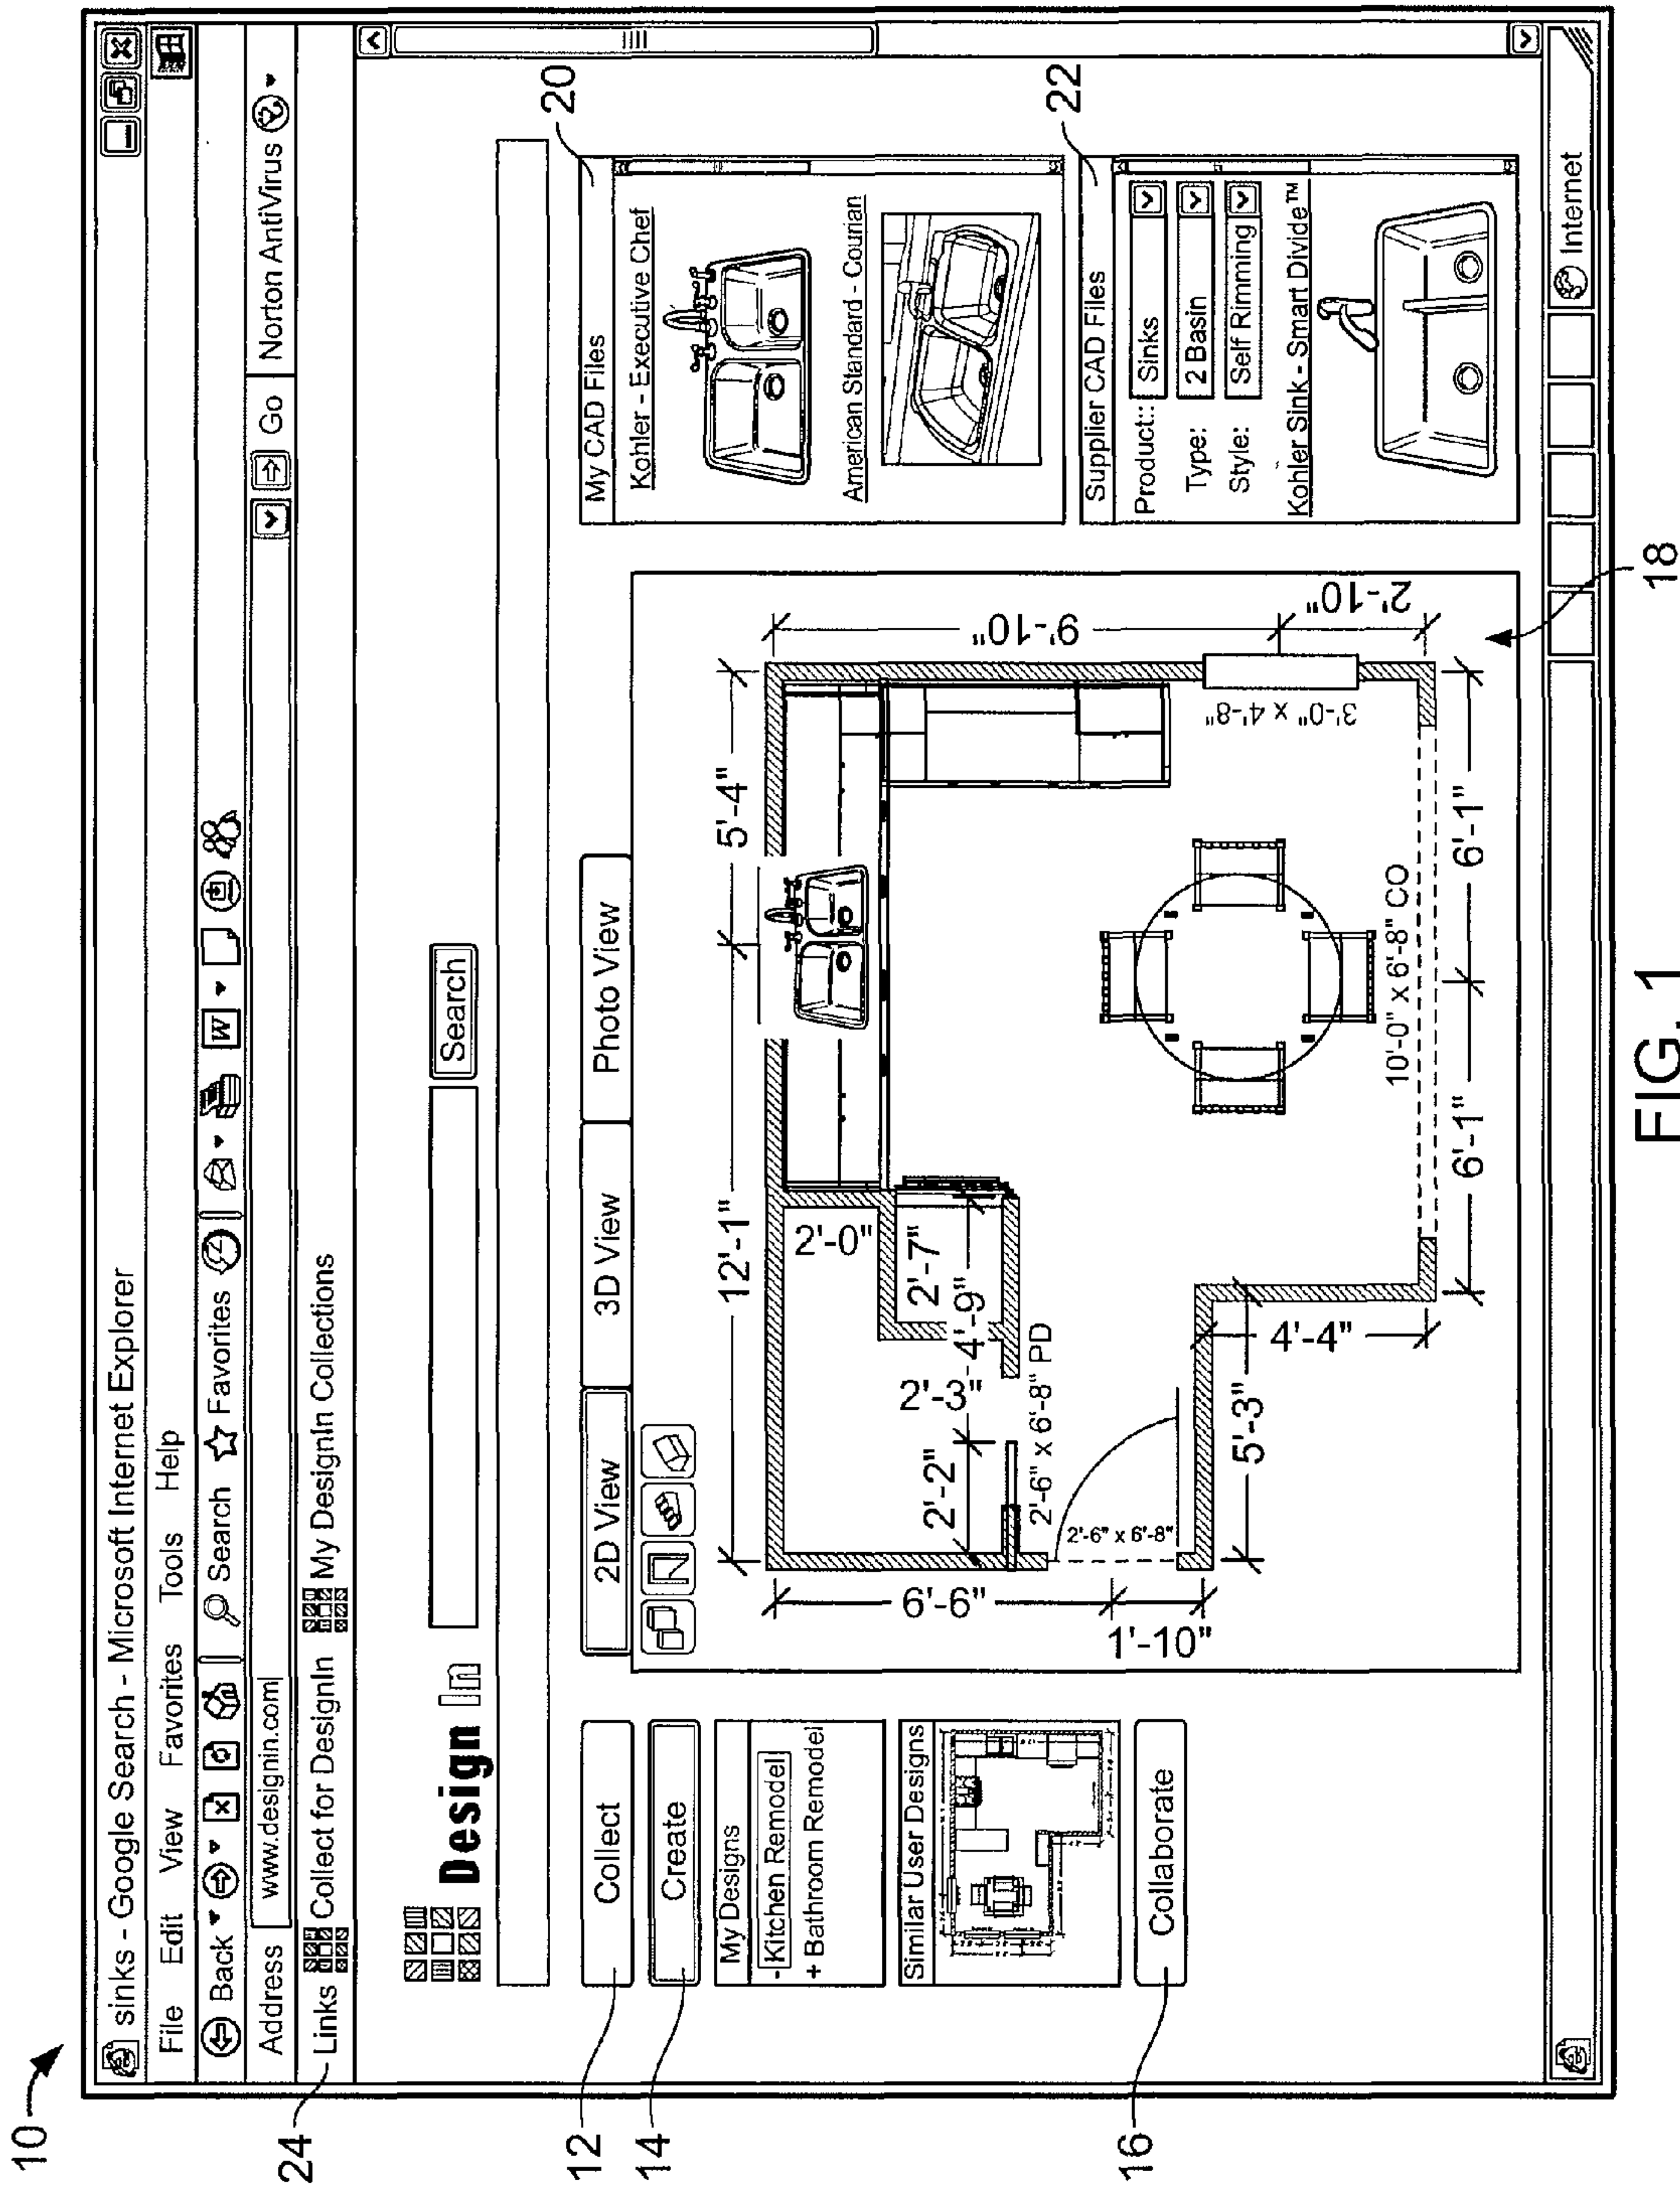 10
sinks - Google Search - Microsoft Internet Explorer
File Edit View Favorites Tools Help
Back Search Favorites W
Address www.designin.com Go Norton AntiVirus
24 Links Collect for DesignIn My DesignIn Collections
Design In Search
12 Collect
14 Create
My Designs
- Kitchen Remodel
+ Bathroom Remodel
Similar User Designs
16 Collaborate
2D View 3D View Photo View
12'-1" 5'-4"
2'-0"
2'-7"
4'-9"
2'-3"
2'-2"
2'-6" x 6'-8" PD
2'-6" x 6'-8"
6'-6"
1'-10"
5'-3"
4'-4"
9'-10"
2'-10"
3'-0" x 4'-8"
10'-0" x 6'-8" CO
6'-1" 6'-1"
18
20
My CAD Files
Kohler - Executive Chef
American Standard - Courian
22
Supplier CAD Files
Product:: Sinks
Type: 2 Basin
Style: Self Rimming
Kohler Sink - Smart Divide™
Internet
FIG. 1